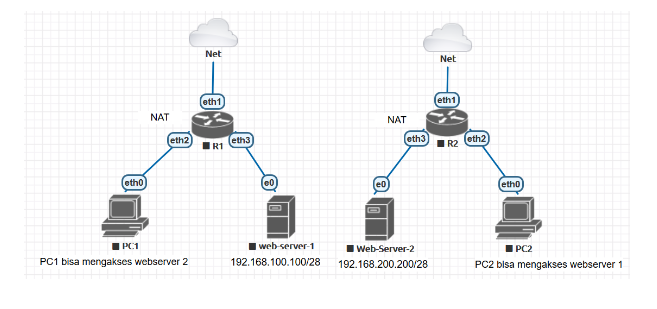 Net
Net
eth1
eth1
NAT
NAT
R1
R2
eth2
eth3
eth3
eth2
eth0
e0
e0
eth0
PC1
web-server-1
Web-Server-2
PC2
PC1 bisa mengakses webserver 2
192.168.100.100/28
192.168.200.200/28
PC2 bisa mengakses webserver 1